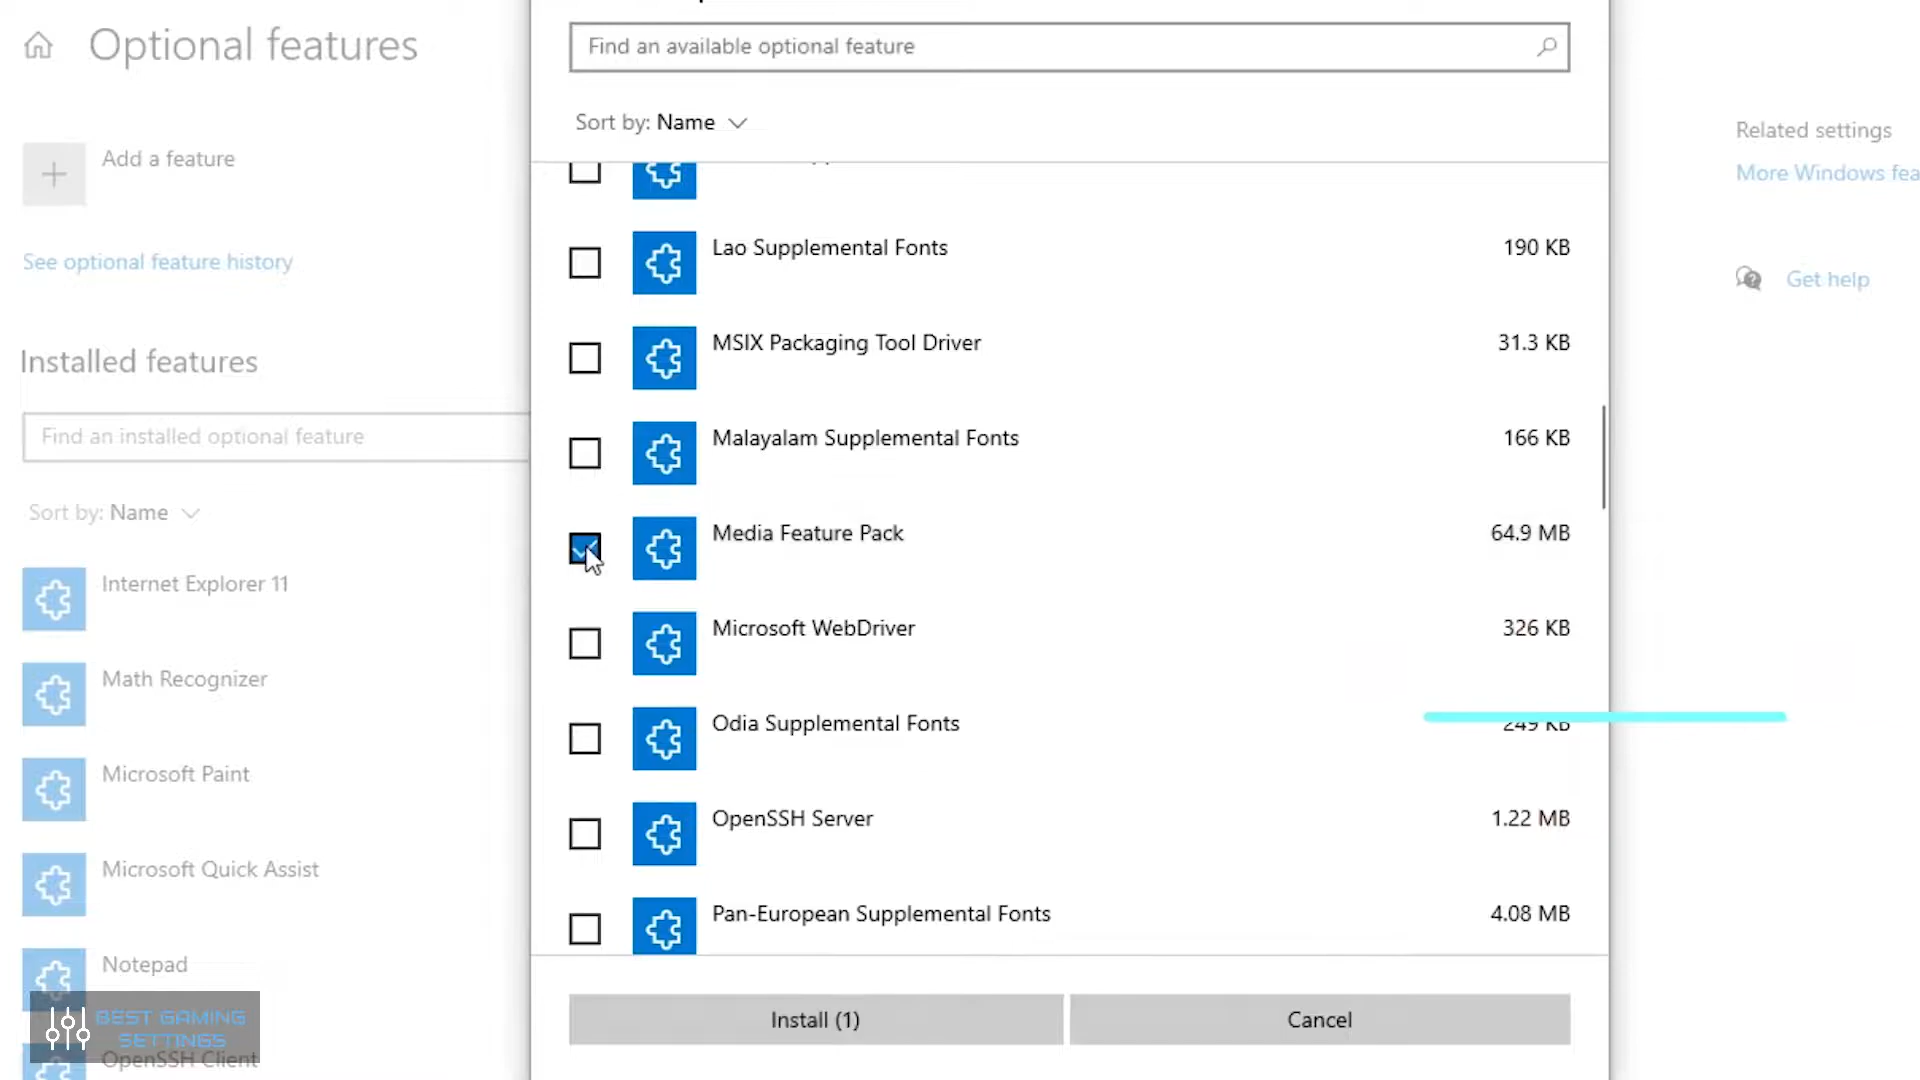 Optional features
Add a feature
See optional feature history
Installed features
Find an installed optional feature
Sort by: Name
Internet Explorer 11
Math Recognizer
Microsoft Paint
Microsoft Quick Assist
Notepad
OpenSSH Client
BEST GAMING
SETTINGS
Find an available optional feature
Sort by: Name
Lao Supplemental Fonts 190 KB
MSIX Packaging Tool Driver 31.3 KB
Malayalam Supplemental Fonts 166 KB
Media Feature Pack 64.9 MB
Microsoft WebDriver 326 KB
Odia Supplemental Fonts 249 KB
OpenSSH Server 1.22 MB
Pan-European Supplemental Fonts 4.08 MB
Install (1) Cancel
Related settings
More Windows fea
Get help